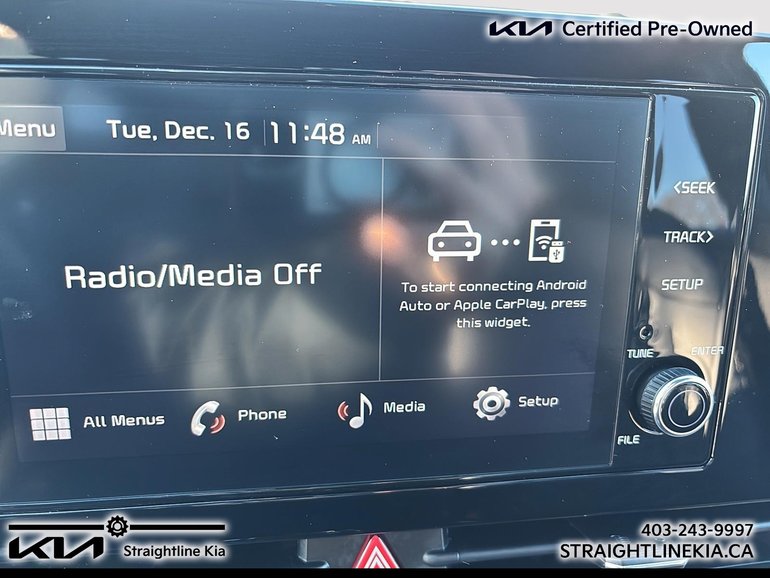 KIA Certified Pre-Owned
Menu
Tue, Dec. 16 11:48 AM
<SEEK
TRACK>
Radio/Media Off
To start connecting Android
Auto or Apple CarPlay, press
this widget.
SETUP
TUNE
ENTER
All Menus
Phone
Media
Setup
FILE
KIA Straightline Kia
403-243-9997
STRAIGHTLINEKIA.CA